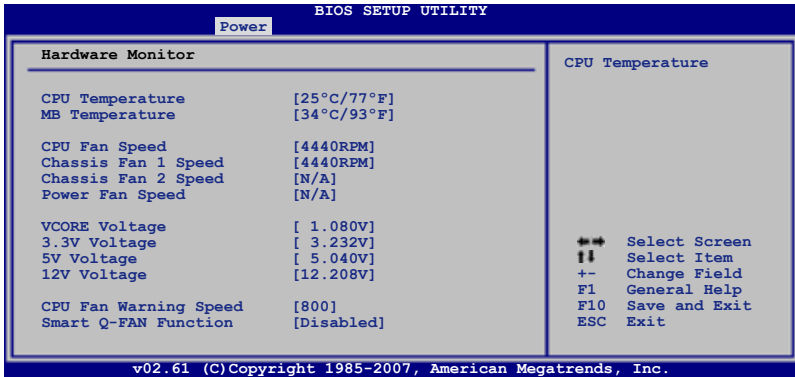 BIOS SETUP UTILITY
Power
Hardware Monitor
CPU Temperature [25°C/77°F]
MB Temperature [34°C/93°F]
CPU Fan Speed [4440RPM]
Chassis Fan 1 Speed [4440RPM]
Chassis Fan 2 Speed [N/A]
Power Fan Speed [N/A]
VCORE Voltage [ 1.080V]
3.3V Voltage [ 3.232V]
5V Voltage [ 5.040V]
12V Voltage [12.208V]
CPU Fan Warning Speed [800]
Smart Q-FAN Function [Disabled]
CPU Temperature
←→ Select Screen
↑↓ Select Item
+- Change Field
F1 General Help
F10 Save and Exit
ESC Exit
v02.61 (C)Copyright 1985-2007, American Megatrends, Inc.